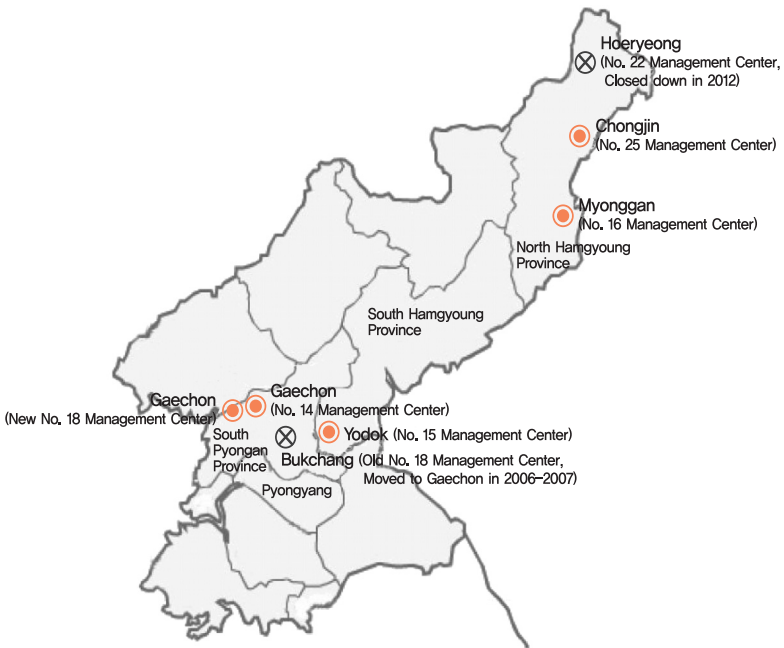 Hoeryeong
(No. 22 Management Center,
Closed down in 2012)
Chongjin
(No. 25 Management Center)
Myonggan
(No. 16 Management Center)
North Hamgyoung
Province
South Hamgyoung
Province
Gaechon
(No. 14 Management Center)
Gaechon
(New No. 18 Management Center)
South
Pyongan
Province
Yodok (No. 15 Management Center)
Bukchang (Old No. 18 Management Center,
Moved to Gaechon in 2006-2007)
Pyongyang